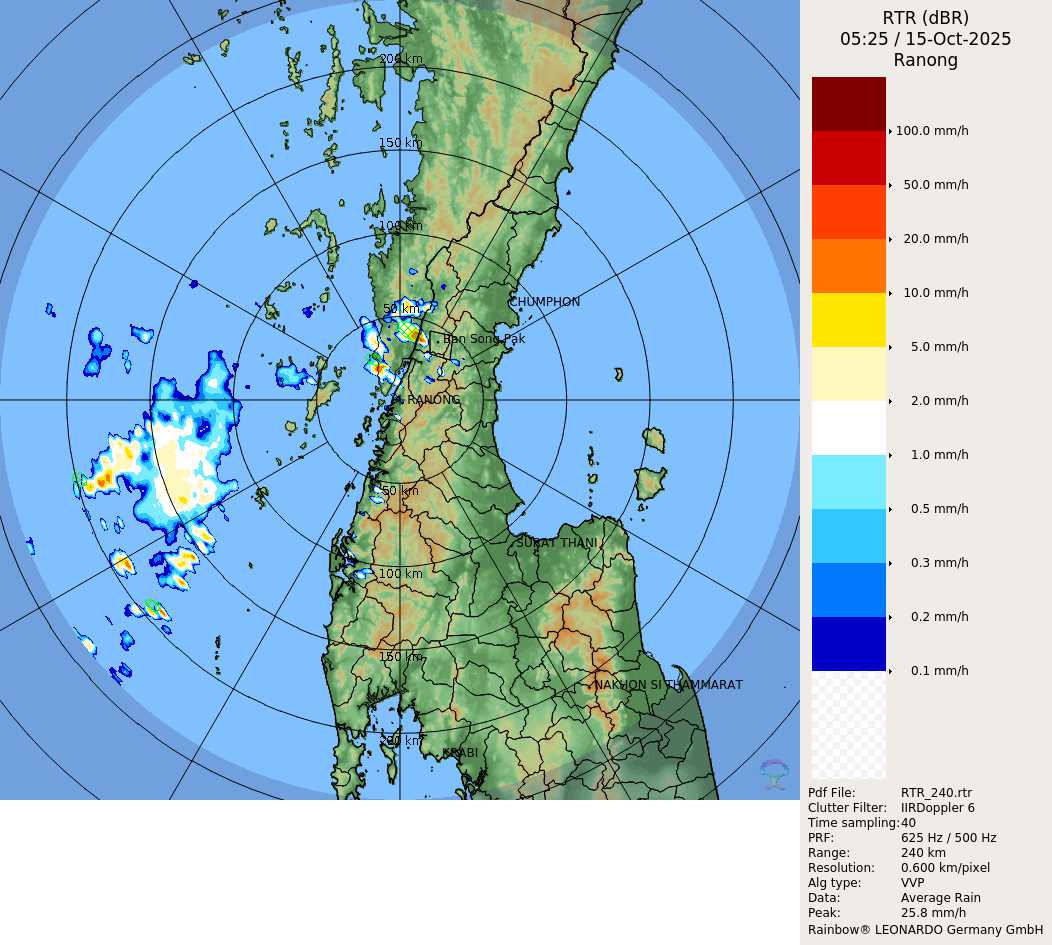 RTR (dBR)
05:25 / 15-Oct-2025
Ranong
200 km
150 km
100 km
50 km
CHUMPHON
Ban Song Pak
RANONG
50 km
SURAT THANI
100 km
150 km
NAKHON SI THAMMARAT
200 km
KRABI
100.0 mm/h
50.0 mm/h
20.0 mm/h
10.0 mm/h
5.0 mm/h
2.0 mm/h
1.0 mm/h
0.5 mm/h
0.3 mm/h
0.2 mm/h
0.1 mm/h
Pdf File: RTR_240.rtr
Clutter Filter: IIRDoppler 6
Time sampling:40
PRF: 625 Hz / 500 Hz
Range: 240 km
Resolution: 0.600 km/pixel
Alg type: VVP
Data: Average Rain
Peak: 25.8 mm/h
Rainbow® LEONARDO Germany GmbH